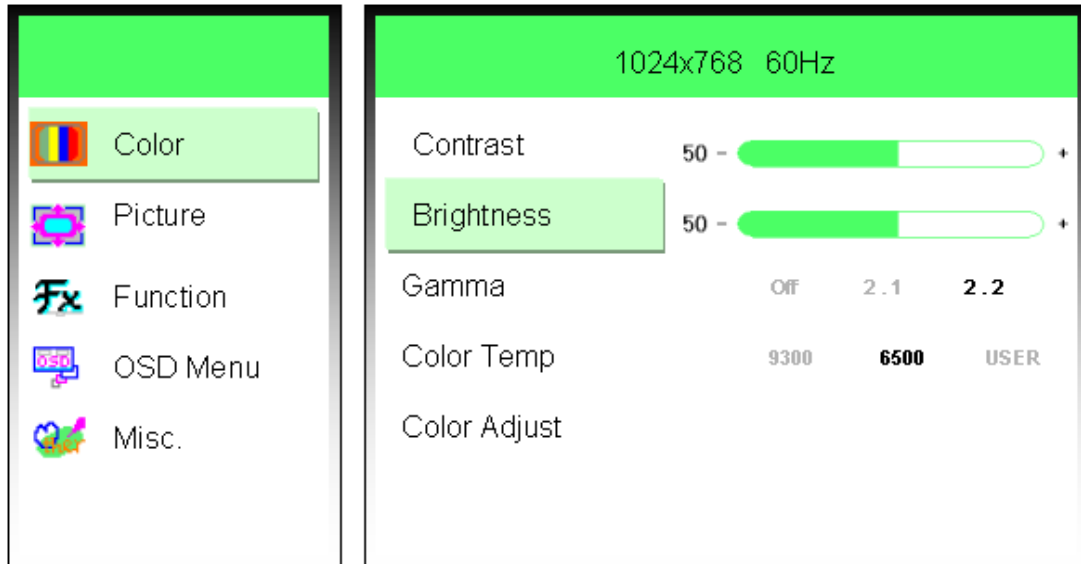 1024x768 60Hz
Color
Picture
Function
OSD Menu
Misc.
Contrast 50 - +
Brightness 50 - +
Gamma Off 2.1 2.2
Color Temp 9300 6500 USER
Color Adjust